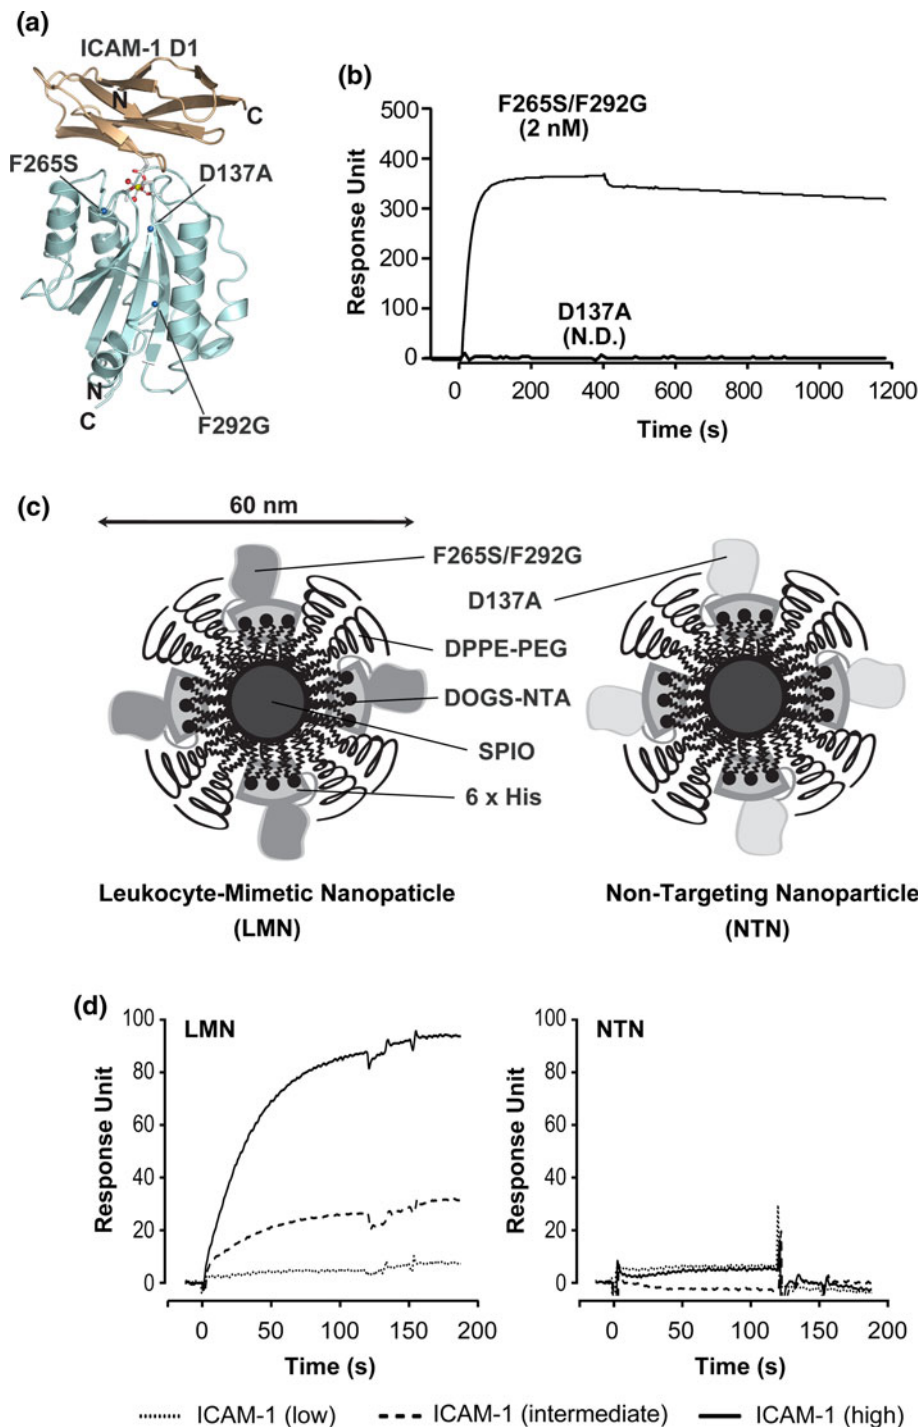 (a)
ICAM-1 D1
N
C
F265S
D137A
N
C
F292G
(b)
F265S/F292G
(2 nM)
D137A
(N.D.)
Response Unit
500
400
300
200
100
0
0 200 400 600 800 1000 1200
Time (s)
(c)
60 nm
F265S/F292G
D137A
DPPE-PEG
DOGS-NTA
SPIO
6 x His
Leukocyte-Mimetic Nanopaticle
(LMN)
Non-Targeting Nanoparticle
(NTN)
(d)
LMN
Response Unit
100
80
60
40
20
0
0 50 100 150 200
Time (s)
NTN
Response Unit
100
80
60
40
20
0
0 50 100 150 200
Time (s)
ICAM-1 (low) ICAM-1 (intermediate) ICAM-1 (high)